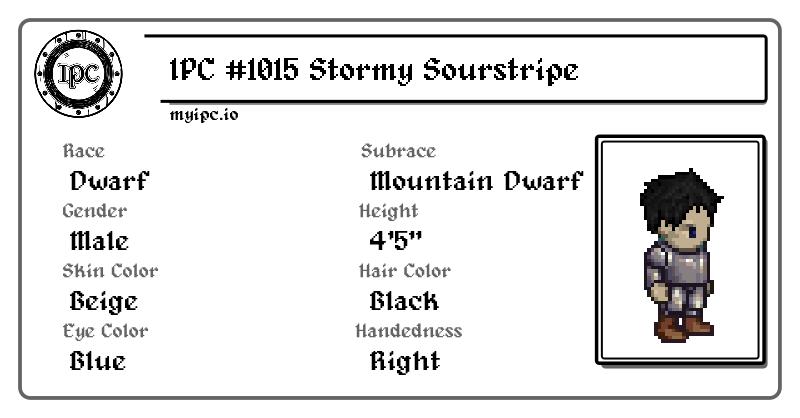 IPC
IPC #1015 Stormy Sourstripe
myipc.io
Race
Subrace
Dwarf
Mountain Dwarf
Gender
Height
Male
4'5"
Skin Color
Hair Color
Beige
Black
Eye Color
Handedness
Blue
Right